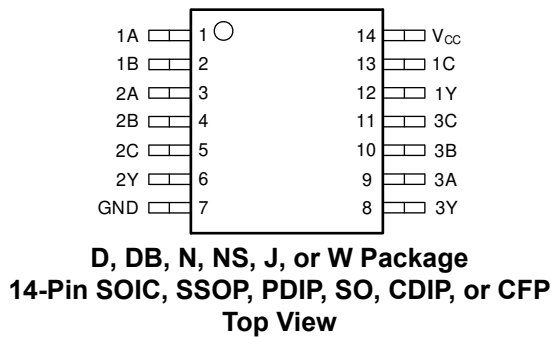 1A 1 14 VCC
1B 2 13 1C
2A 3 12 1Y
2B 4 11 3C
2C 5 10 3B
2Y 6 9 3A
GND 7 8 3Y
D, DB, N, NS, J, or W Package
14-Pin SOIC, SSOP, PDIP, SO, CDIP, or CFP
Top View